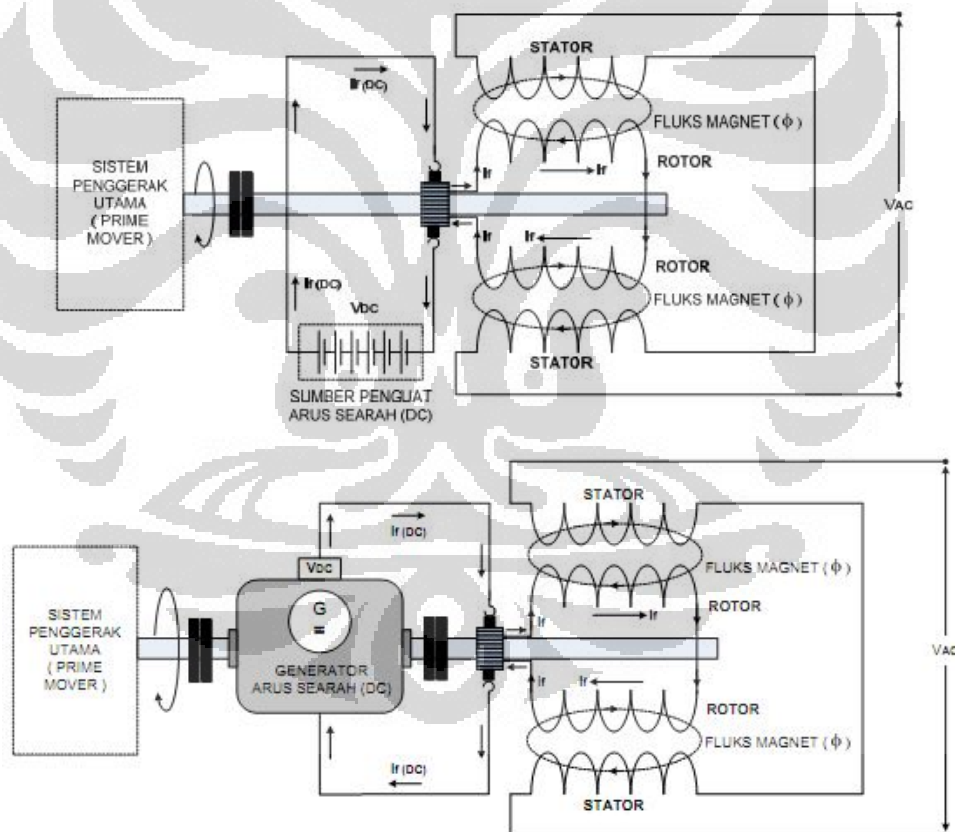 STATOR
Ir (DC)
FLUKS MAGNET (ϕ)
SISTEM
PENGGERAK
UTAMA
( PRIME
MOVER )
Ir
Ir
ROTOR
VAC
Ir
Ir
ROTOR
Ir (DC)
FLUKS MAGNET (ϕ)
VDC
STATOR
SUMBER PENGUAT
ARUS SEARAH (DC)
STATOR
Ir (DC)
VDC
FLUKS MAGNET (ϕ)
SISTEM
PENGGERAK
UTAMA
( PRIME
MOVER )
G
=
Ir
Ir
ROTOR
VAC
GENERATOR
ARUS SEARAH (DC)
Ir
Ir
ROTOR
FLUKS MAGNET (ϕ)
Ir (DC)
STATOR